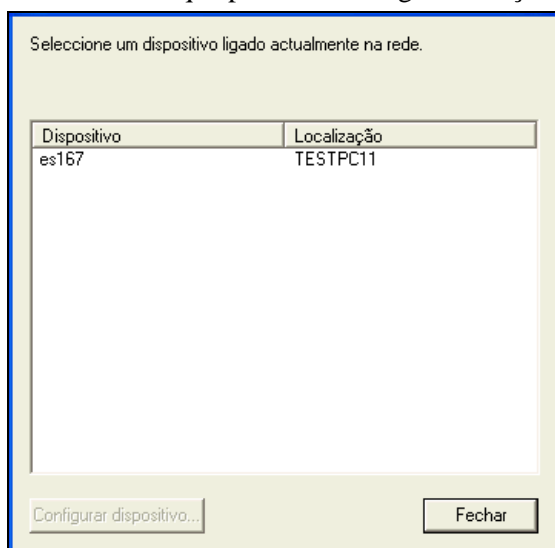 Seleccione um dispositivo ligado actualmente na rede.
Dispositivo Localização
es167 TESTPC11
Configurar dispositivo... Fechar